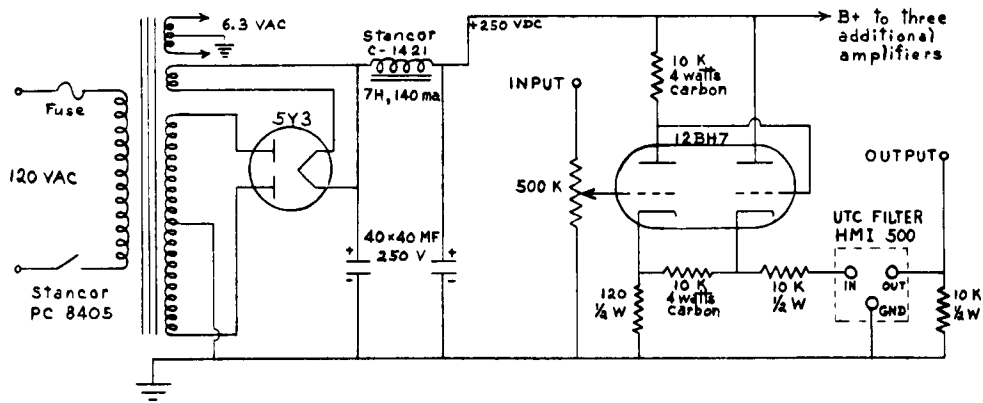 6.3 VAC
Stancor
C-1421
7H, 140 ma
+250 VDC
B+ to three
additional
amplifiers
Fuse
5Y3
10 K
4 watts
Carbon
INPUT
12BH7
OUTPUT
120 VAC
500 K
UTC FILTER
HMI 500
+
40×40 MF
250 V
+
-
-
Stancor
PC 8405
120
½ W
10 K
4 watts
Carbon
10 K
½ W
IN
OUT
GND
10 K
½ W